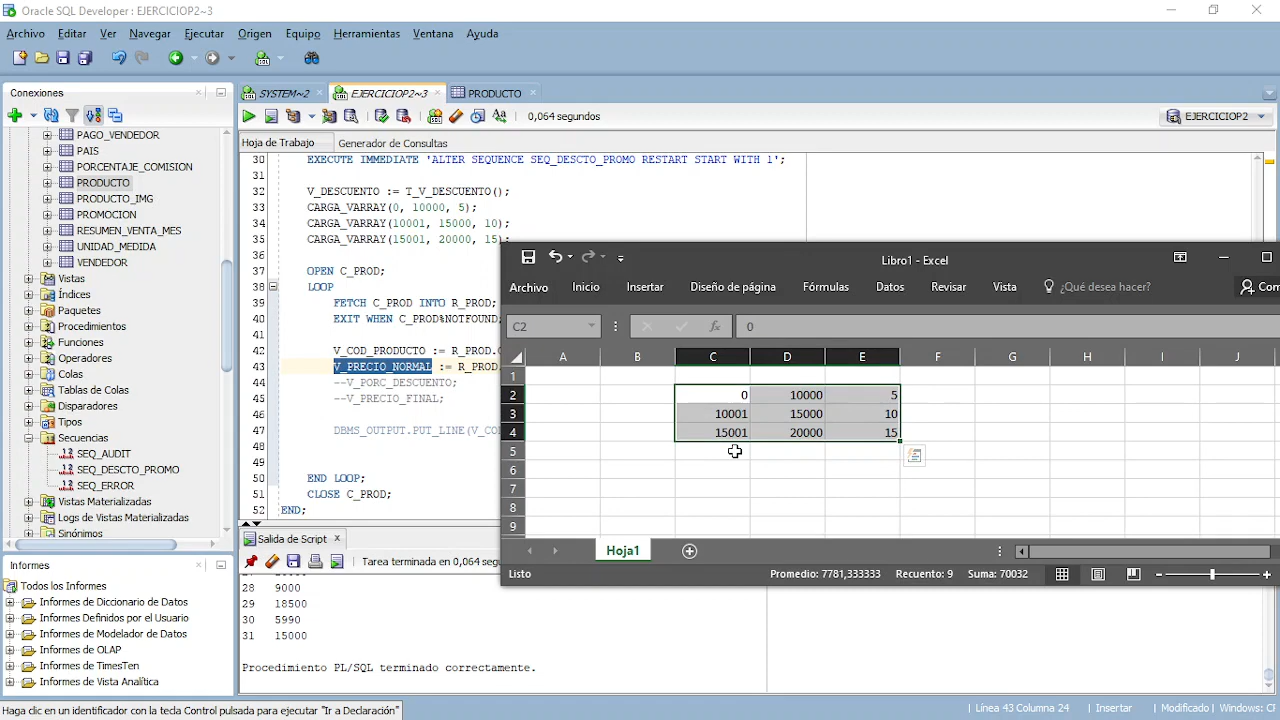 Oracle SQL Developer : EJERCICIOP2~3
Archivo Editar Ver Navegar Ejecutar Origen Equipo Herramientas Ventana Ayuda
Conexiones
PAGO_VENDEDOR
PAIS
PORCENTAJE_COMISION
PRODUCTO
PRODUCTO_IMG
PROMOCION
RESUMEN_VENTA_MES
UNIDAD_MEDIDA
VENDEDOR
Vistas
Índices
Paquetes
Procedimientos
Funciones
Operadores
Colas
Tablas de Colas
Disparadores
Tipos
Secuencias
SEQ_AUDIT
SEQ_DESCTO_PROMO
SEQ_ERROR
Vistas Materializadas
Logs de Vistas Materializadas
Sinónimos
Informes
Todos los Informes
Informes de Diccionario de Datos
Informes Definidos por el Usuario
Informes de Modelador de Datos
Informes de OLAP
Informes de TimesTen
Informes de Vista Analítica
SYSTEM~2 EJERCICIOP2~3 PRODUCTO
0,064 segundos
EJERCICIOP2
Hoja de Trabajo Generador de Consultas
30 EXECUTE IMMEDIATE 'ALTER SEQUENCE SEQ_DESCTO_PROMO RESTART START WITH 1';
31
32 V_DESCUENTO := T_V_DESCUENTO();
33 CARGA_VARRAY(0, 10000, 5);
34 CARGA_VARRAY(10001, 15000, 10);
35 CARGA_VARRAY(15001, 20000, 15);
36
37 OPEN C_PROD;
38 LOOP
39 FETCH C_PROD INTO R_PROD;
40 EXIT WHEN C_PROD%NOTFOUND;
41
42 V_COD_PRODUCTO := R_PROD.
43 V_PRECIO_NORMAL := R_PROD.
44 --V_PORC_DESCUENTO;
45 --V_PRECIO_FINAL;
46
47 DBMS_OUTPUT.PUT_LINE(V_CO
48
49
50 END LOOP;
51 CLOSE C_PROD;
52 END;
Salida de Script
Tarea terminada en 0,064 seg
28 9000
29 18500
30 5990
31 15000
Procedimiento PL/SQL terminado correctamente.
Libro1 - Excel
Archivo Inicio Insertar Diseño de página Fórmulas Datos Revisar Vista ¿Qué desea hacer? Com
C2 fx 0
A B C D E F G H I J
1
2 0 10000 5
3 10001 15000 10
4 15001 20000 15
5
6
7
8
9
Hoja1
Listo Promedio: 7781,333333 Recuento: 9 Suma: 70032
Haga clic en un identificador con la tecla Control pulsada para ejecutar "Ir a Declaración"
Línea 43 Columna 24 Insertar Modificado Windows: CF